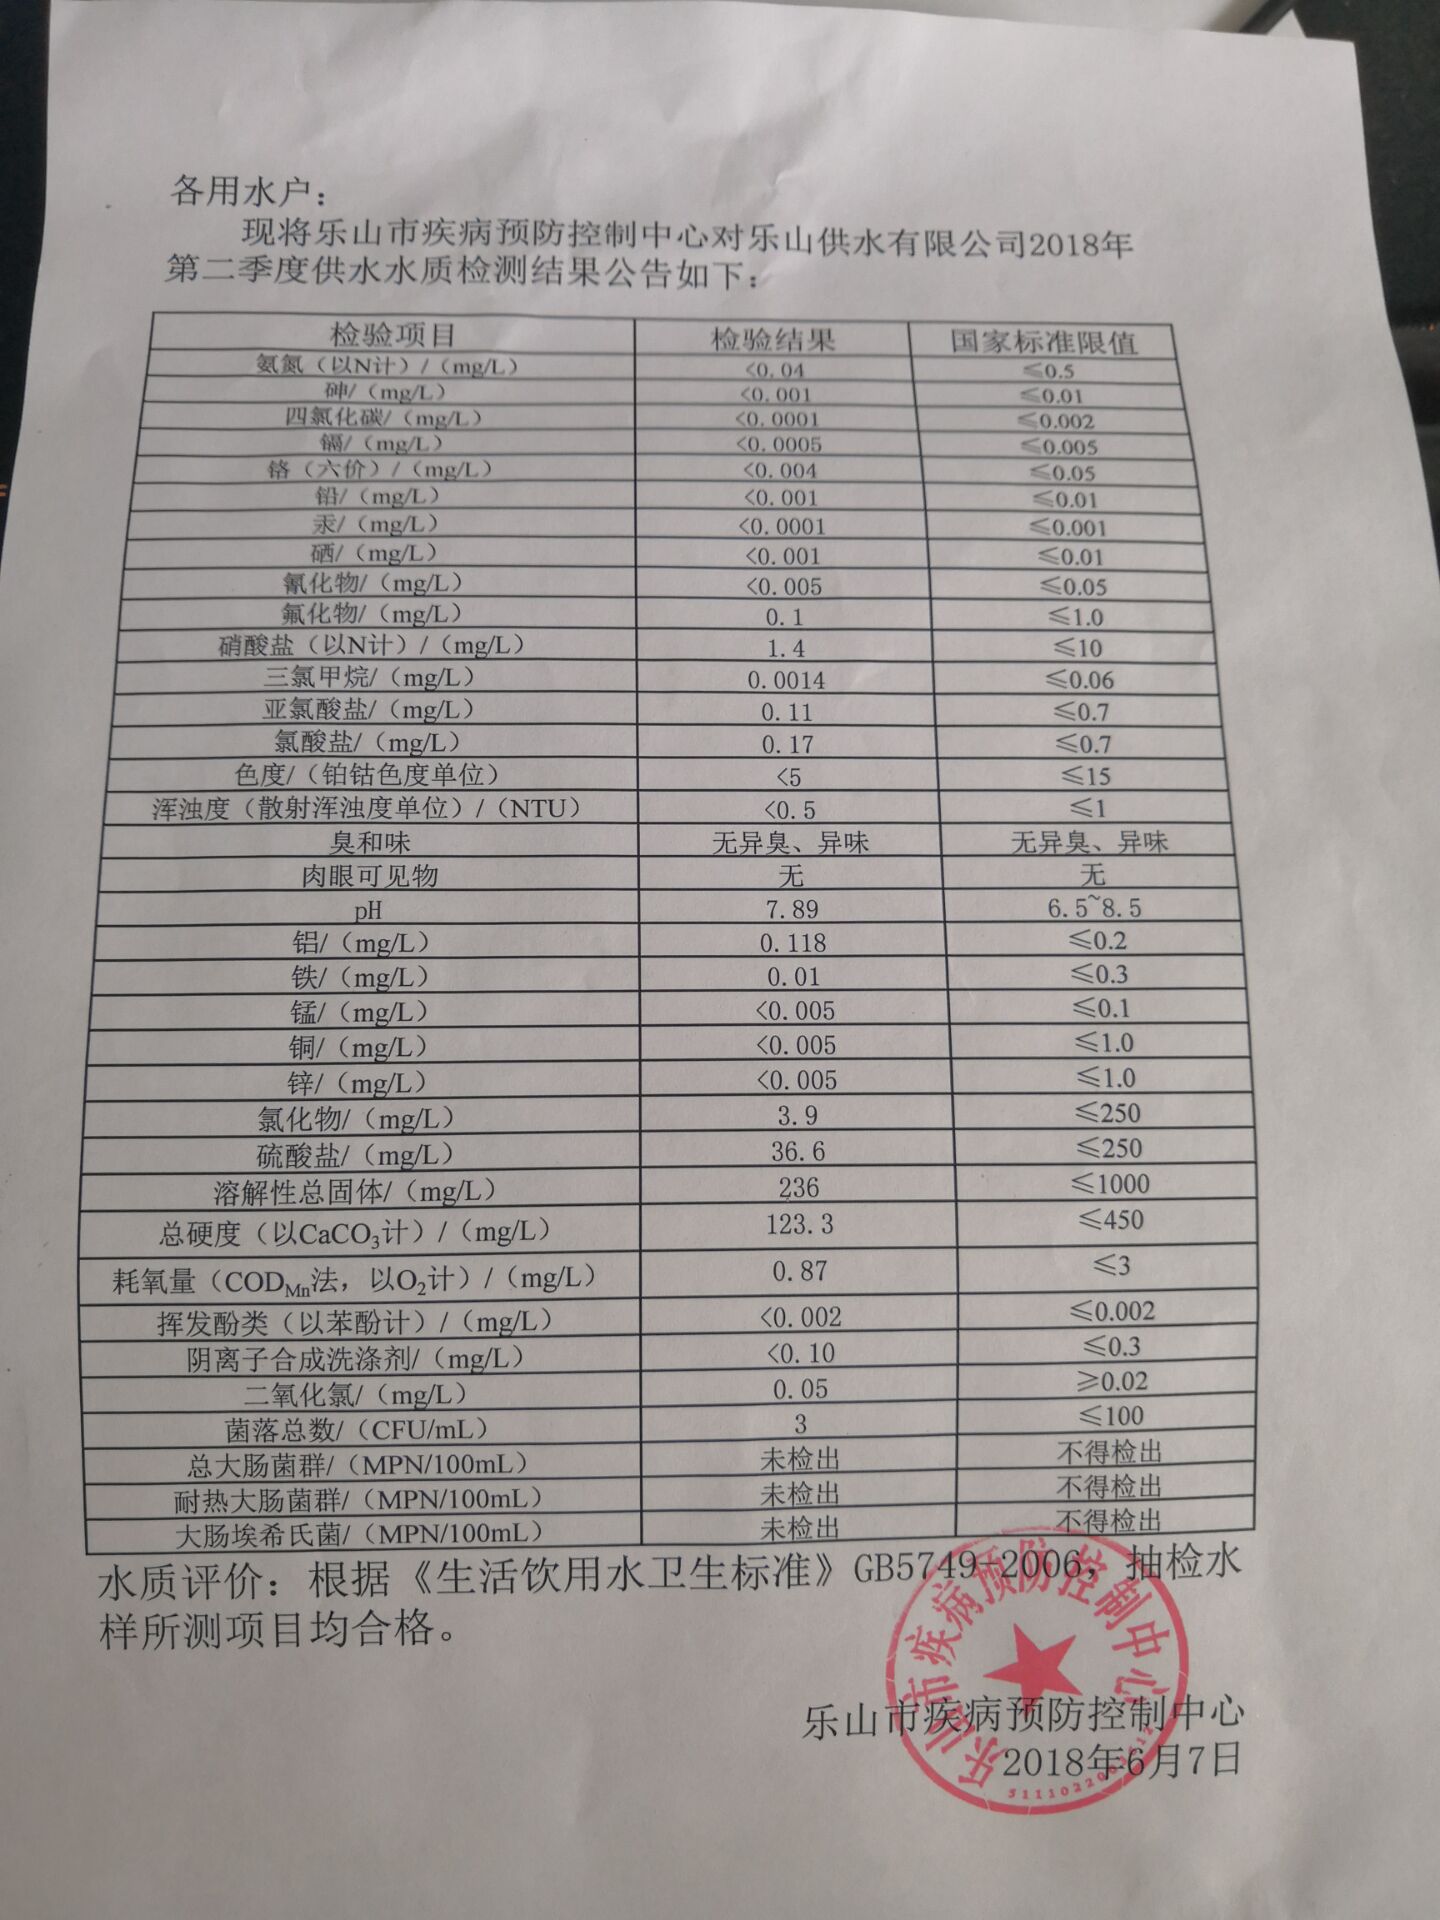 各用水户：
现将乐山市疾病预防控制中心对乐山供水有限公司2018年
第二季度供水水质检测结果公告如下：
检验项目 检验结果 国家标准限值
氨氮（以N计）/（mg/L） <0.04 ≤0.5
砷/（mg/L） <0.001 ≤0.01
四氯化碳/（mg/L） <0.0001 ≤0.002
镉/（mg/L） <0.0005 ≤0.005
铬（六价）/（mg/L） <0.004 ≤0.05
铅/（mg/L） <0.001 ≤0.01
汞/（mg/L） <0.0001 ≤0.001
硒/（mg/L） <0.001 ≤0.01
氰化物/（mg/L） <0.005 ≤0.05
氟化物/（mg/L） 0.1 ≤1.0
硝酸盐（以N计）/（mg/L） 1.4 ≤10
三氯甲烷/（mg/L） 0.0014 ≤0.06
亚氯酸盐/（mg/L） 0.11 ≤0.7
氯酸盐/（mg/L） 0.17 ≤0.7
色度/（铂钴色度单位） <5 ≤15
浑浊度（散射浑浊度单位）/（NTU） <0.5 ≤1
臭和味 无异臭、异味 无异臭、异味
肉眼可见物 无 无
pH 7.89 6.5~8.5
铝/（mg/L） 0.118 ≤0.2
铁/（mg/L） 0.01 ≤0.3
锰/（mg/L） <0.005 ≤0.1
铜/（mg/L） <0.005 ≤1.0
锌/（mg/L） <0.005 ≤1.0
氯化物/（mg/L） 3.9 ≤250
硫酸盐/（mg/L） 36.6 ≤250
溶解性总固体/（mg/L） 236 ≤1000
总硬度（以CaCO₃计）/（mg/L） 123.3 ≤450
耗氧量（CODMn法，以O₂计）/（mg/L） 0.87 ≤3
挥发酚类（以苯酚计）/（mg/L） <0.002 ≤0.002
阴离子合成洗涤剂/（mg/L） <0.10 ≤0.3
二氧化氯/（mg/L） 0.05 ≥0.02
菌落总数/（CFU/mL） 3 ≤100
总大肠菌群/（MPN/100mL） 未检出 不得检出
耐热大肠菌群/（MPN/100mL） 未检出 不得检出
大肠埃希氏菌/（MPN/100mL） 未检出 不得检出
水质评价：根据《生活饮用水卫生标准》GB5749-2006，抽检水
样所测项目均合格。
乐山市疾病预防控制中心
乐山市疾病预防控制中心
2018年6月7日